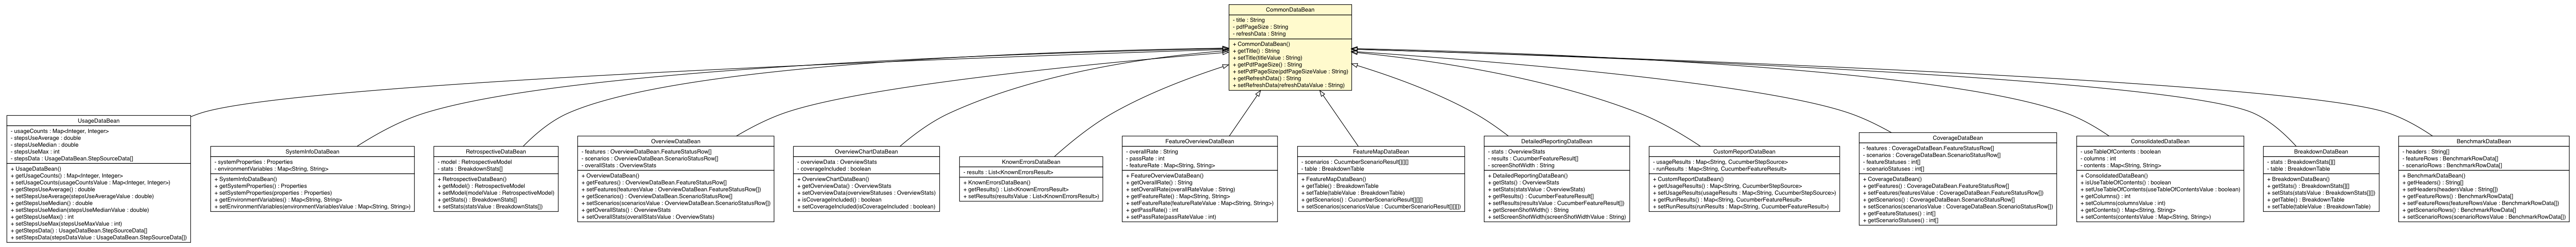 CommonDataBean
- title : String
- pdfPageSize : String
- refreshData : String
+ CommonDataBean()
+ getTitle() : String
+ setTitle(titleValue : String)
+ getPdfPageSize() : String
+ setPdfPageSize(pdfPageSizeValue : String)
+ getRefreshData() : String
+ setRefreshData(refreshDataValue : String)
UsageDataBean
- usageCounts : Map<Integer, Integer>
- stepsUseAverage : double
- stepsUseMedian : double
- stepsUseMax : int
- stepsData : UsageDataBean.StepSourceData[]
+ UsageDataBean()
+ getUsageCounts() : Map<Integer, Integer>
+ setUsageCounts(usageCountsValue : Map<Integer, Integer>)
+ getStepsUseAverage() : double
+ setStepsUseAverage(stepsUseAverageValue : double)
+ getStepsUseMedian() : double
+ setStepsUseMedian(stepsUseMedianValue : double)
+ getStepsUseMax() : int
+ setStepsUseMax(stepsUseMaxValue : int)
+ getStepsData() : UsageDataBean.StepSourceData[]
+ setStepsData(stepsDataValue : UsageDataBean.StepSourceData[])
SystemInfoDataBean
- systemProperties : Properties
- environmentVariables : Map<String, String>
+ SystemInfoDataBean()
+ getSystemProperties() : Properties
+ setSystemProperties(properties : Properties)
+ getEnvironmentVariables() : Map<String, String>
+ setEnvironmentVariables(environmentVariablesValue : Map<String, String>)
RetrospectiveDataBean
- model : RetrospectiveModel
- stats : BreakdownStats[]
+ RetrospectiveDataBean()
+ getModel() : RetrospectiveModel
+ setModel(modelValue : RetrospectiveModel)
+ getStats() : BreakdownStats[]
+ setStats(statsValue : BreakdownStats[])
OverviewDataBean
- features : OverviewDataBean.FeatureStatusRow[]
- scenarios : OverviewDataBean.ScenarioStatusRow[]
- overallStats : OverviewStats
+ OverviewDataBean()
+ getFeatures() : OverviewDataBean.FeatureStatusRow[]
+ setFeatures(featuresValue : OverviewDataBean.FeatureStatusRow[])
+ getScenarios() : OverviewDataBean.ScenarioStatusRow[]
+ setScenarios(scenariosValue : OverviewDataBean.ScenarioStatusRow[])
+ getOverallStats() : OverviewStats
+ setOverallStats(overallStatsValue : OverviewStats)
OverviewChartDataBean
- overviewData : OverviewStats
- coverageIncluded : boolean
+ OverviewChartDataBean()
+ getOverviewData() : OverviewStats
+ setOverviewData(overviewStatuses : OverviewStats)
+ isCoverageIncluded() : boolean
+ setCoverageIncluded(isCoverageIncluded : boolean)
KnownErrorsDataBean
- results : List<KnownErrorsResult>
+ KnownErrorsDataBean()
+ getResults() : List<KnownErrorsResult>
+ setResults(resultsValue : List<KnownErrorsResult>)
FeatureOverviewDataBean
- overallRate : String
- passRate : int
- featureRate : Map<String, String>
+ FeatureOverviewDataBean()
+ getOverallRate() : String
+ setOverallRate(overallRateValue : String)
+ getFeatureRate() : Map<String, String>
+ setFeatureRate(featureRateValue : Map<String, String>)
+ getPassRate() : int
+ setPassRate(passRateValue : int)
FeatureMapDataBean
- scenarios : CucumberScenarioResult[][][]
- table : BreakdownTable
+ FeatureMapDataBean()
+ getTable() : BreakdownTable
+ setTable(tableValue : BreakdownTable)
+ getScenarios() : CucumberScenarioResult[][][]
+ setScenarios(scenariosValue : CucumberScenarioResult[][][])
DetailedReportingDataBean
- stats : OverviewStats
- results : CucumberFeatureResult[]
- screenShotWidth : String
+ DetailedReportingDataBean()
+ getStats() : OverviewStats
+ setStats(statsValue : OverviewStats)
+ getResults() : CucumberFeatureResult[]
+ setResults(resultsValue : CucumberFeatureResult[])
+ getScreenShotWidth() : String
+ setScreenShotWidth(screenShotWidthValue : String)
CustomReportDataBean
- usageResults : Map<String, CucumberStepSource>
- runResults : Map<String, CucumberFeatureResult>
+ CustomReportDataBean()
+ getUsageResults() : Map<String, CucumberStepSource>
+ setUsageResults(usageResults : Map<String, CucumberStepSource>)
+ getRunResults() : Map<String, CucumberFeatureResult>
+ setRunResults(runResults : Map<String, CucumberFeatureResult>)
CoverageDataBean
- features : CoverageDataBean.FeatureStatusRow[]
- scenarios : CoverageDataBean.ScenarioStatusRow[]
- featureStatuses : int[]
- scenarioStatuses : int[]
+ CoverageDataBean()
+ getFeatures() : CoverageDataBean.FeatureStatusRow[]
+ setFeatures(featuresValue : CoverageDataBean.FeatureStatusRow[])
+ getScenarios() : CoverageDataBean.ScenarioStatusRow[]
+ setScenarios(scenariosValue : CoverageDataBean.ScenarioStatusRow[])
+ getFeatureStatuses() : int[]
+ getScenarioStatuses() : int[]
ConsolidatedDataBean
- useTableOfContents : boolean
- columns : int
- contents : Map<String, String>
+ ConsolidatedDataBean()
+ isUseTableOfContents() : boolean
+ setUseTableOfContents(useTableOfContentsValue : boolean)
+ getColumns() : int
+ setColumns(columnsValue : int)
+ getContents() : Map<String, String>
+ setContents(contentsValue : Map<String, String>)
BreakdownDataBean
- stats : BreakdownStats[][]
- table : BreakdownTable
+ BreakdownDataBean()
+ getStats() : BreakdownStats[][]
+ setStats(statsValue : BreakdownStats[][])
+ getTable() : BreakdownTable
+ setTable(tableValue : BreakdownTable)
BenchmarkDataBean
- headers : String[]
- featureRows : BenchmarkRowData[]
- scenarioRows : BenchmarkRowData[]
+ BenchmarkDataBean()
+ getHeaders() : String[]
+ setHeaders(headersValue : String[])
+ getFeatureRows() : BenchmarkRowData[]
+ setFeatureRows(featureRowsValue : BenchmarkRowData[])
+ getScenarioRows() : BenchmarkRowData[]
+ setScenarioRows(scenarioRowsValue : BenchmarkRowData[])